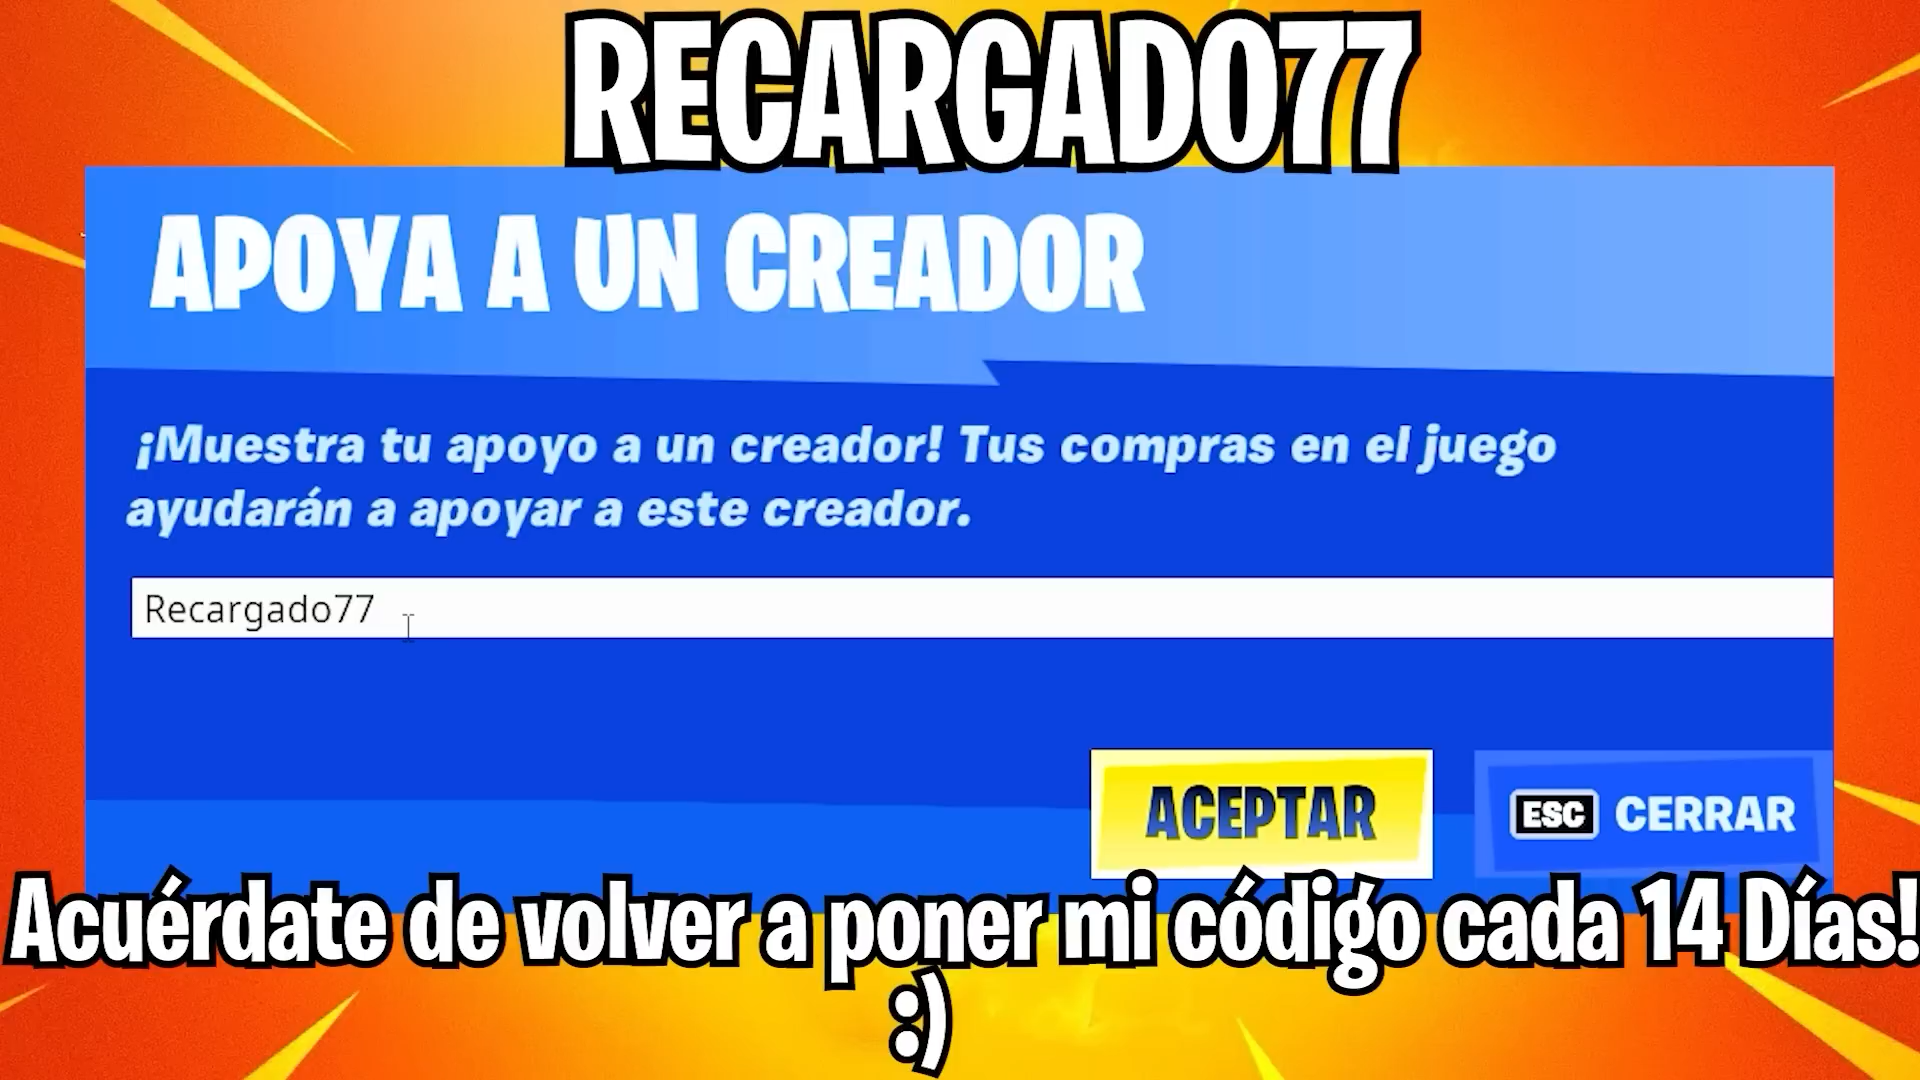 RECARGADO77
APOYA A UN CREADOR
¡Muestra tu apoyo a un creador! Tus compras en el juego
ayudarán a apoyar a este creador.
Recargado77
ACEPTAR
ESC CERRAR
Acuérdate de volver a poner mi código cada 14 Días!
:)